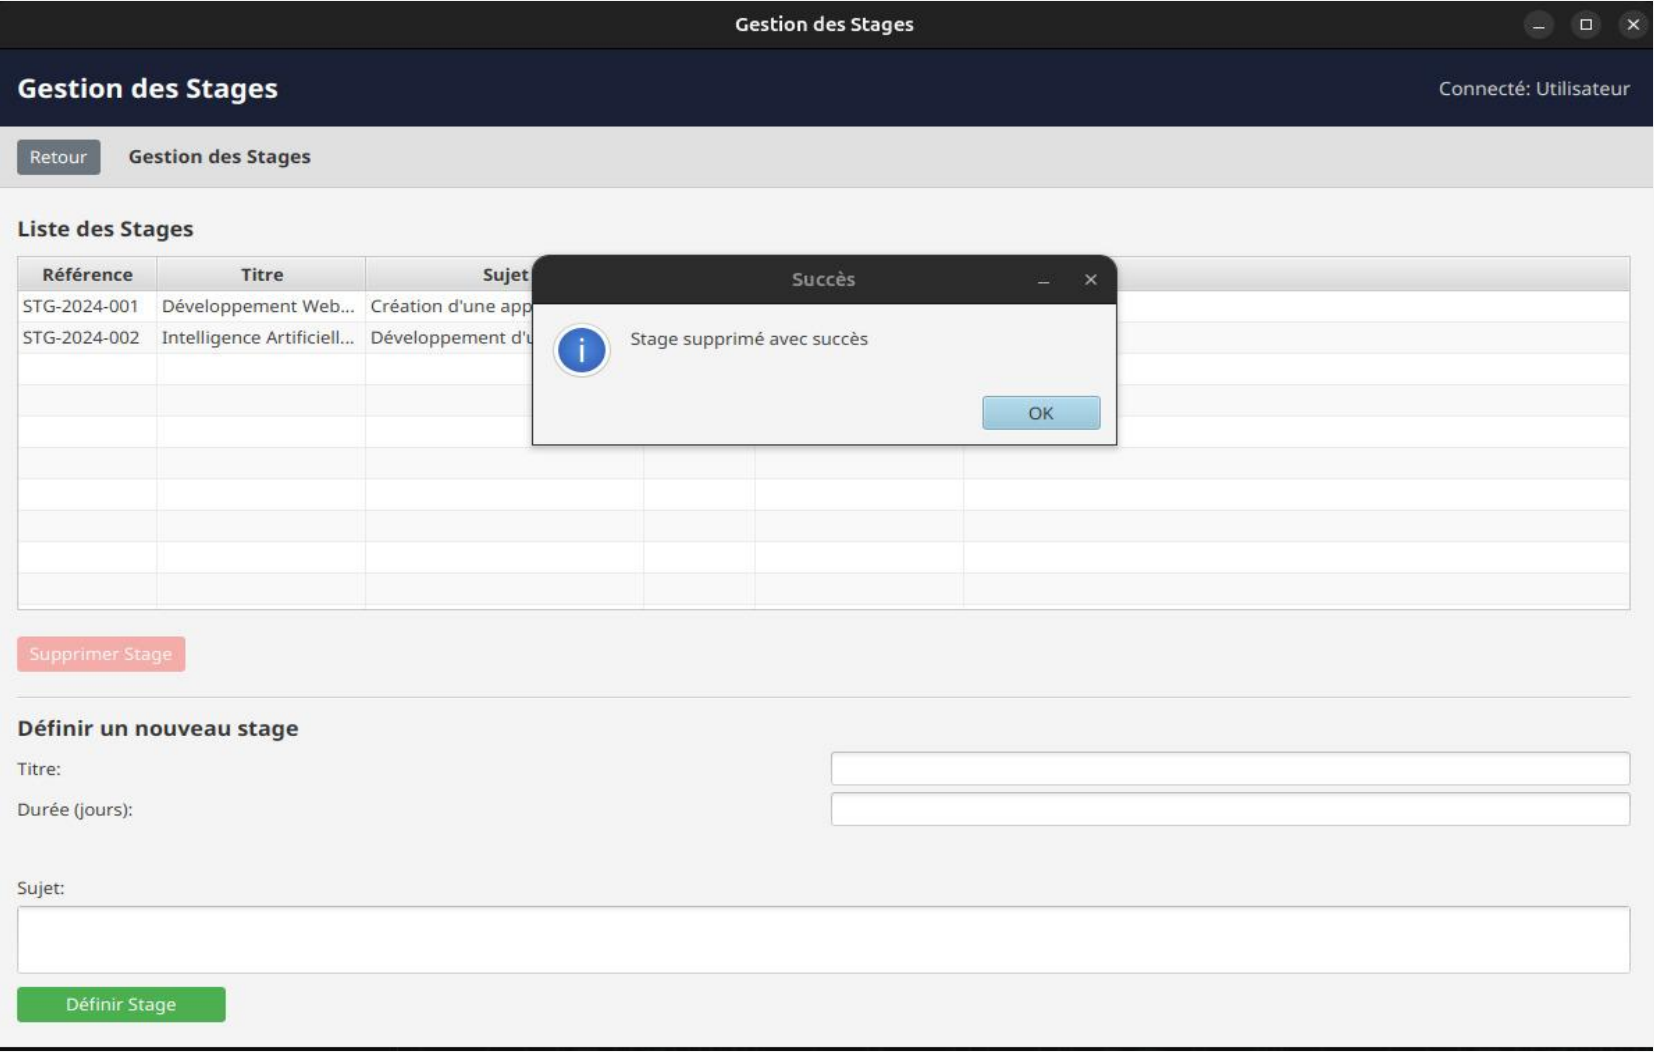 Gestion des Stages
Gestion des Stages
Connecté: Utilisateur
Retour
Gestion des Stages
Liste des Stages
Référence Titre Sujet
STG-2024-001 Développement Web... Création d'une app
STG-2024-002 Intelligence Artificiell... Développement d'u
Succès
Stage supprimé avec succès
OK
Supprimer Stage
Définir un nouveau stage
Titre:
Durée (jours):
Sujet:
Définir Stage